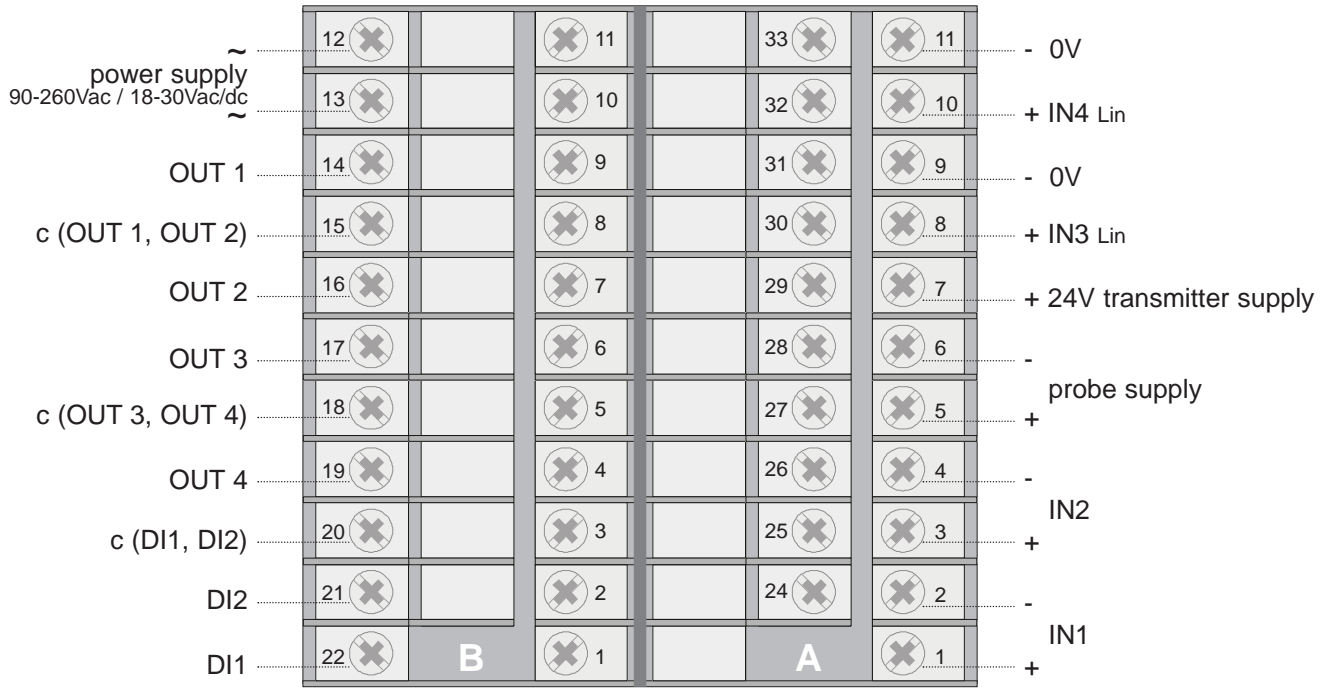 12 11 33 11 - 0V
~
power supply
90-260Vac / 18-30Vac/dc
~
13 10 32 10 + IN4 Lin
OUT 1 14 9 31 9 - 0V
c (OUT 1, OUT 2) 15 8 30 8 + IN3 Lin
OUT 2 16 7 29 7 + 24V transmitter supply
OUT 3 17 6 28 6 -
probe supply
c (OUT 3, OUT 4) 18 5 27 5 +
OUT 4 19 4 26 4 -
IN2
c (DI1, DI2) 20 3 25 3 +
DI2 21 2 24 2 -
IN1
DI1 22 B 1 A 1 +